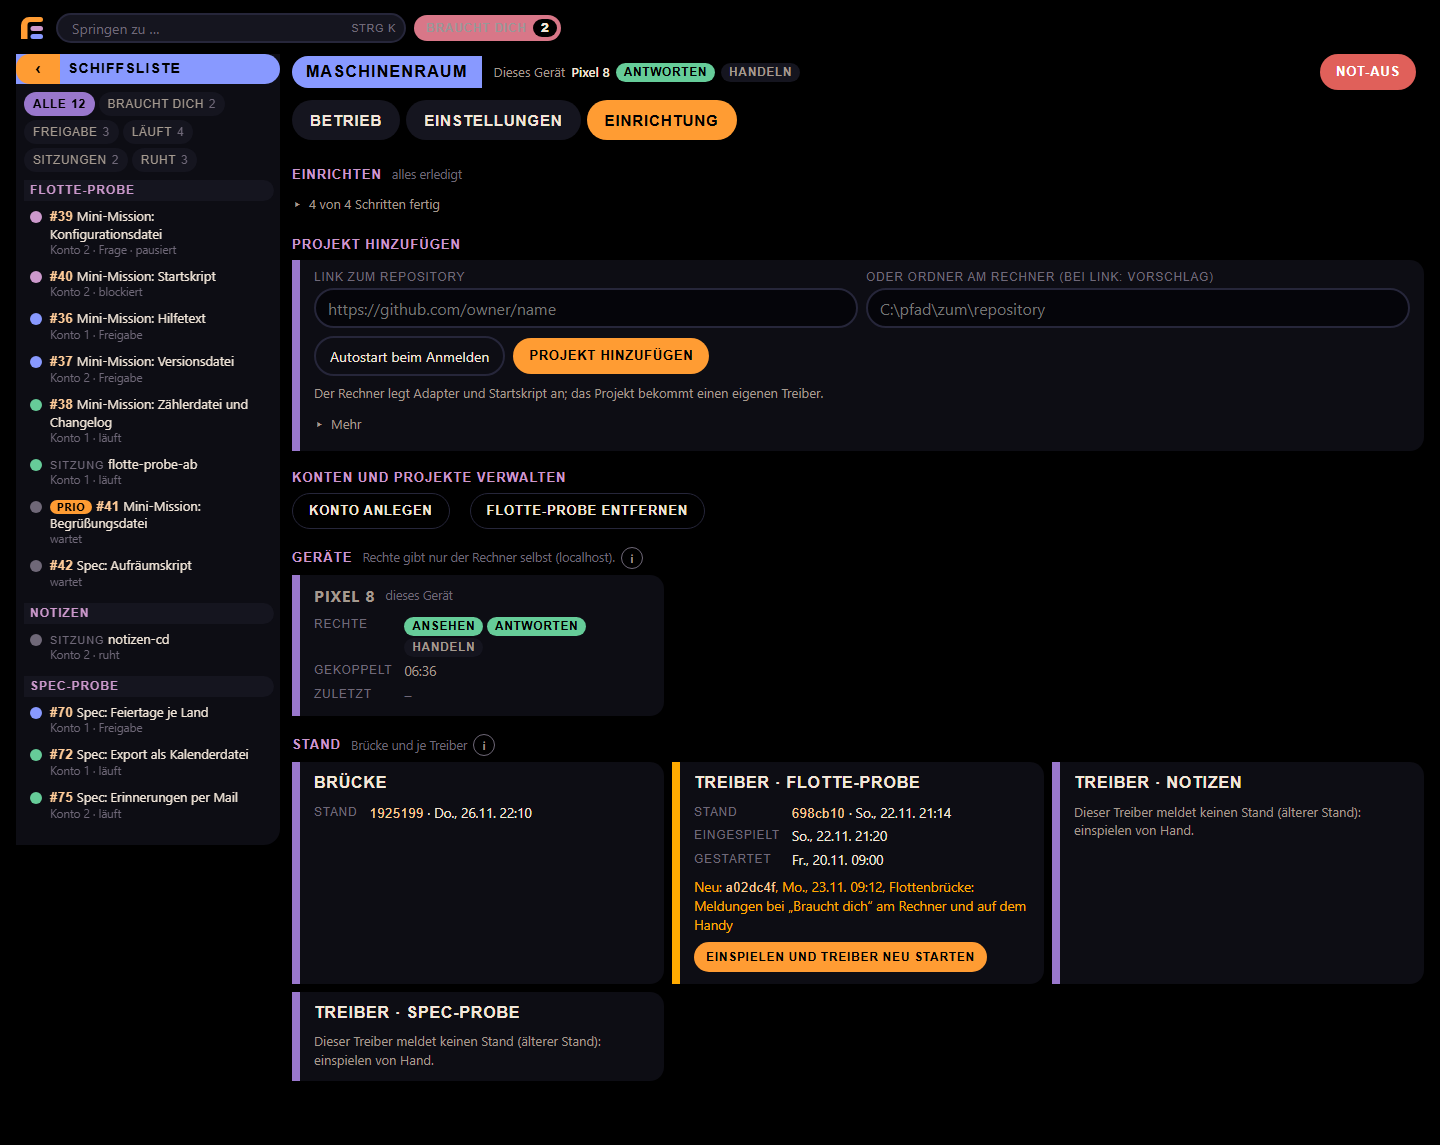 Springen zu ...
STRG K
BRAUCHT DICH 2
‹ SCHIFFSLISTE
ALLE 12
BRAUCHT DICH 2
FREIGABE 3
LÄUFT 4
SITZUNGEN 2
RUHT 3
FLOTTE-PROBE
#39 Mini-Mission:
Konfigurationsdatei
Konto 2 · Frage · pausiert
#40 Mini-Mission: Startskript
Konto 2 · blockiert
#36 Mini-Mission: Hilfetext
Konto 1 · Freigabe
#37 Mini-Mission: Versionsdatei
Konto 2 · Freigabe
#38 Mini-Mission: Zählerdatei und
Changelog
Konto 1 · läuft
SITZUNG flotte-probe-ab
Konto 1 · läuft
PRIO #41 Mini-Mission:
Begrüßungsdatei
wartet
#42 Spec: Aufräumskript
wartet
NOTIZEN
SITZUNG notizen-cd
Konto 2 · ruht
SPEC-PROBE
#70 Spec: Feiertage je Land
Konto 1 · Freigabe
#72 Spec: Export als Kalenderdatei
Konto 1 · läuft
#75 Spec: Erinnerungen per Mail
Konto 2 · läuft
MASCHINENRAUM
Dieses Gerät Pixel 8 ANTWORTEN HANDELN
NOT-AUS
BETRIEB
EINSTELLUNGEN
EINRICHTUNG
EINRICHTEN alles erledigt
‣ 4 von 4 Schritten fertig
PROJEKT HINZUFÜGEN
LINK ZUM REPOSITORY
https://github.com/owner/name
ODER ORDNER AM RECHNER (BEI LINK: VORSCHLAG)
C:\pfad\zum\repository
Autostart beim Anmelden
PROJEKT HINZUFÜGEN
Der Rechner legt Adapter und Startskript an; das Projekt bekommt einen eigenen Treiber.
‣ Mehr
KONTEN UND PROJEKTE VERWALTEN
KONTO ANLEGEN
FLOTTE-PROBE ENTFERNEN
GERÄTE Rechte gibt nur der Rechner selbst (localhost). i
PIXEL 8 dieses Gerät
RECHTE ANSEHEN ANTWORTEN
HANDELN
GEKOPPELT 06:36
ZULETZT –
STAND Brücke und je Treiber i
BRÜCKE
STAND 1925199 · Do., 26.11. 22:10
TREIBER · FLOTTE-PROBE
STAND 698cb10 · So., 22.11. 21:14
EINGESPIELT So., 22.11. 21:20
GESTARTET Fr., 20.11. 09:00
Neu: a02dc4f, Mo., 23.11. 09:12, Flottenbrücke:
Meldungen bei „Braucht dich“ am Rechner und auf dem
Handy
EINSPIELEN UND TREIBER NEU STARTEN
TREIBER · NOTIZEN
Dieser Treiber meldet keinen Stand (älterer Stand):
einspielen von Hand.
TREIBER · SPEC-PROBE
Dieser Treiber meldet keinen Stand (älterer Stand):
einspielen von Hand.